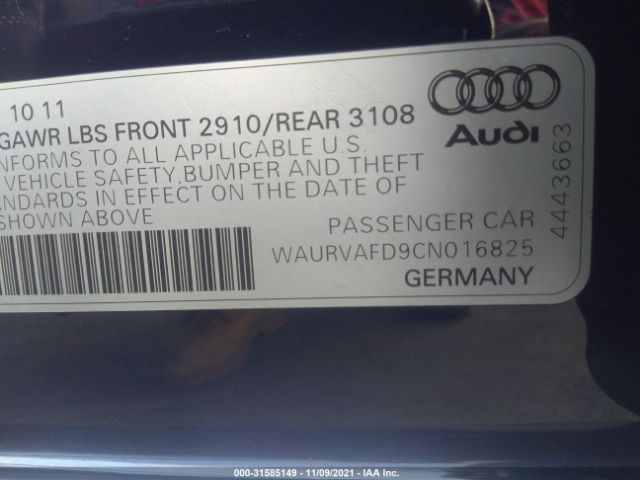 10 11
GAWR LBS FRONT 2910/REAR 3108
NFORMS TO ALL APPLICABLE U.S.
VEHICLE SAFETY,BUMPER AND THEFT
ANDARDS IN EFFECT ON THE DATE OF
SHOWN ABOVE
Audi
4443663
PASSENGER CAR
WAURVAFD9CN016825
GERMANY
000-31585149 - 11/09/2021 - IAA Inc.